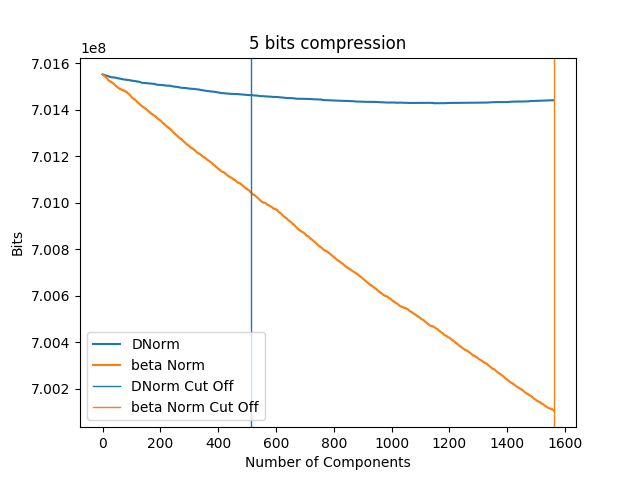 5 bits compression
1e8
7.016
7.014
7.012
7.010
7.008
7.006
7.004
7.002
Bits
DNorm
beta Norm
DNorm Cut Off
beta Norm Cut Off
0 200 400 600 800 1000 1200 1400 1600
Number of Components